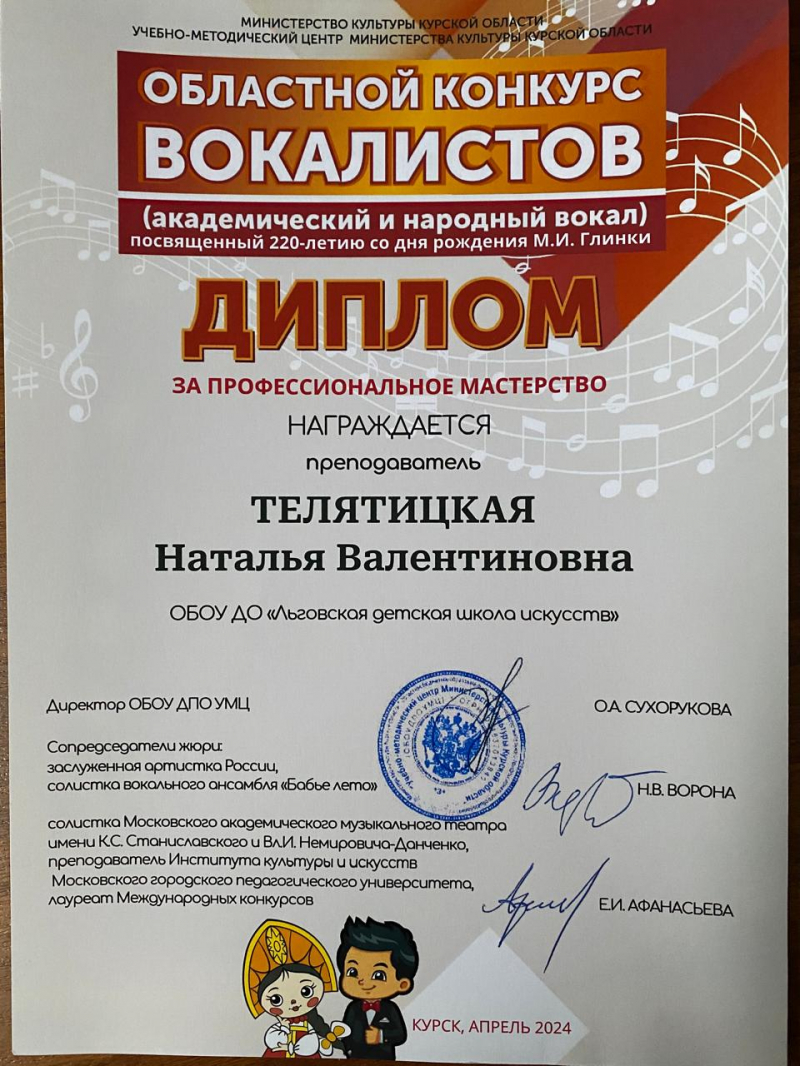 МИНИСТЕРСТВО КУЛЬТУРЫ КУРСКОЙ ОБЛАСТИ
УЧЕБНО-МЕТОДИЧЕСКИЙ ЦЕНТР МИНИСТЕРСТВА КУЛЬТУРЫ КУРСКОЙ ОБЛАСТИ
ОБЛАСТНОЙ КОНКУРС
ВОКАЛИСТОВ
(академический и народный вокал)
посвященный 220-летию со дня рождения М.И. Глинки
ДИПЛОМ
ЗА ПРОФЕССИОНАЛЬНОЕ МАСТЕРСТВО
НАГРАЖДАЕТСЯ
преподаватель
ТЕЛЯТИЦКАЯ
Наталья Валентиновна
ОБОУ ДО «Льговская детская школа искусств»
Директор ОБОУ ДПО УМЦ
О.А. СУХОРУКОВА
Сопредседатели жюри:
заслуженная артистка России,
солистка вокального ансамбля «Бабье лето»
Н.В. ВОРОНА
солистка Московского академического музыкального театра
имени К.С. Станиславского и Вл.И. Немировича-Данченко,
преподаватель Института культуры и искусств
Московского городского педагогического университета,
лауреат Международных конкурсов
Е.И. АФАНАСЬЕВА
КУРСК, АПРЕЛЬ 2024